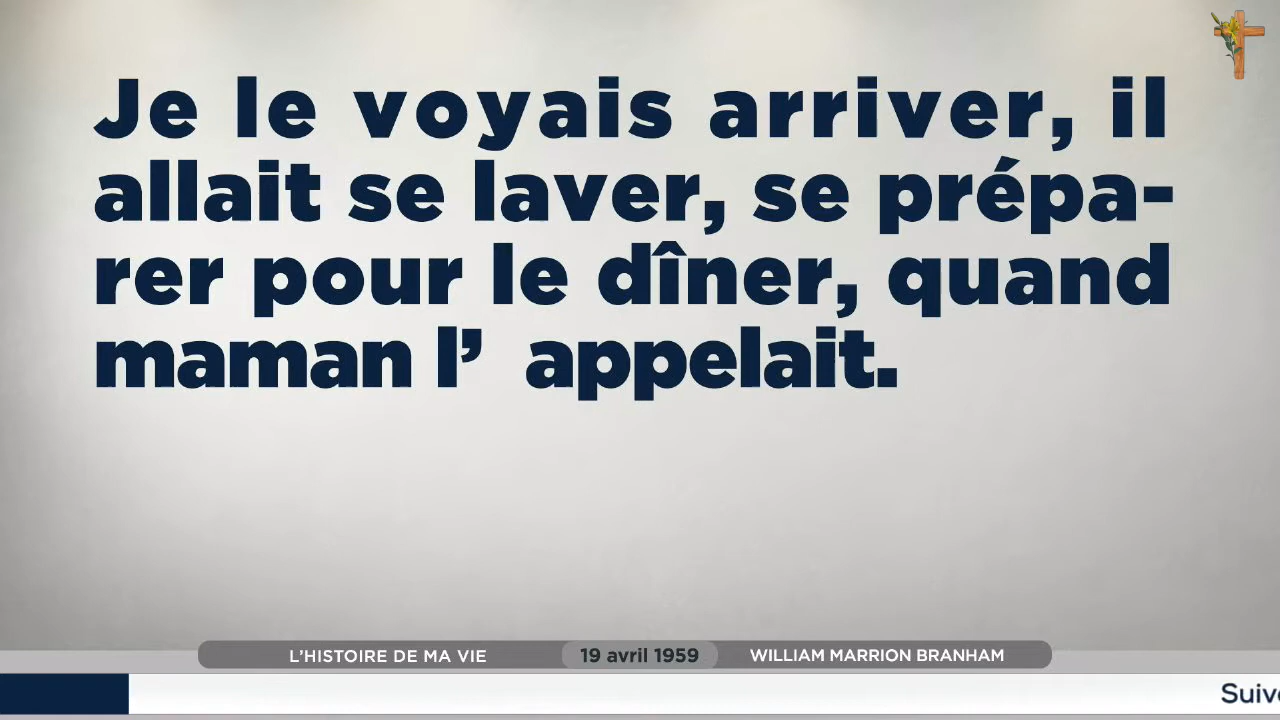 Je le voyais arriver, il
allait se laver, se prépa-
rer pour le dîner, quand
maman l’ appelait.
L’HISTOIRE DE MA VIE
19 avril 1959
WILLIAM MARRION BRANHAM